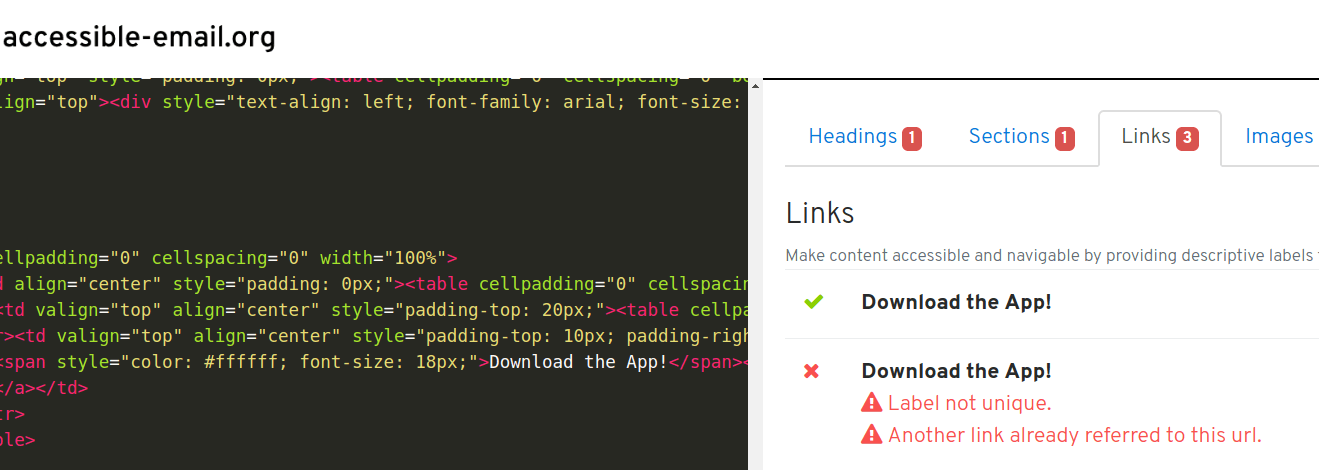 accessible-email.org
ign="top"><div style="text-align: left; font-family: arial; font-size:
ellpadding="0" cellspacing="0" width="100%">
d align="center" style="padding: 0px;"><table cellpadding="0" cellspacin
<td valign="top" align="center" style="padding-top: 20px;"><table cellpa
r><td valign="top" align="center" style="padding-top: 10px; padding-righ
<span style="color: #ffffff; font-size: 18px;">Download the App!</span><
</a></td>
tr>
ble>
Headings 1 Sections 1 Links 3 Images
Links
Make content accessible and navigable by providing descriptive labels
Download the App!
Download the App!
Label not unique.
Another link already referred to this url.